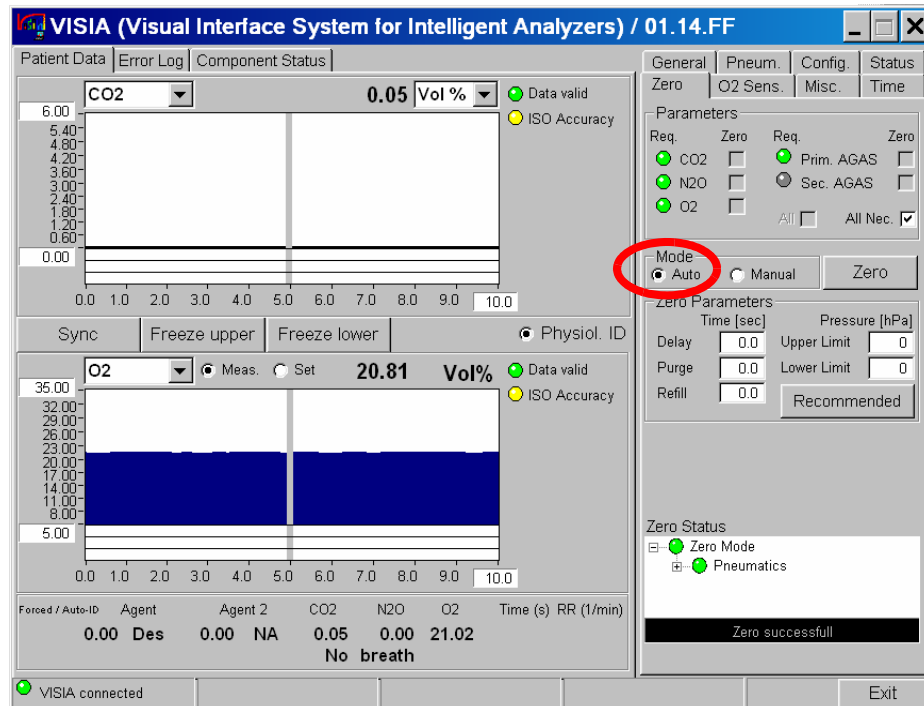 VISIA (Visual Interface System for Intelligent Analyzers) / 01.14.FF
Patient Data Error Log Component Status
CO2 0.05 Vol %
Data valid
ISO Accuracy
6.00
5.40
4.80
4.20
3.60
3.00
2.40
1.80
1.20
0.60
0.00
0.0 1.0 2.0 3.0 4.0 5.0 6.0 7.0 8.0 9.0 10.0
Sync Freeze upper Freeze lower Physiol. ID
O2 Meas. Set 20.81 Vol%
Data valid
ISO Accuracy
35.00
32.00
29.00
26.00
23.00
20.00
17.00
14.00
11.00
8.00
5.00
0.0 1.0 2.0 3.0 4.0 5.0 6.0 7.0 8.0 9.0 10.0
Forced / Auto-ID Agent Agent 2 CO2 N2O O2 Time (s) RR (1/min)
0.00 Des 0.00 NA 0.05 0.00 21.02
No breath
General Pneum. Config. Status
Zero O2 Sens. Misc. Time
Parameters
Req. Zero Req. Zero
CO2 Prim. AGAS
N2O Sec. AGAS
O2 All All Nec.
Mode
Auto Manual Zero
Zero Parameters
Time [sec] Pressure [hPa]
Delay 0.0 Upper Limit 0
Purge 0.0 Lower Limit 0
Refill 0.0 Recommended
Zero Status
Zero Mode
Pneumatics
Zero successfull
VISIA connected Exit